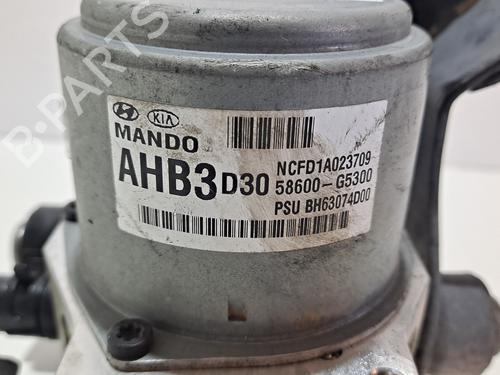 B-PARTS
KIA
MANDO
AHB3 D30
NCFD1A023709
58600-G5300
PSU BH63074D00